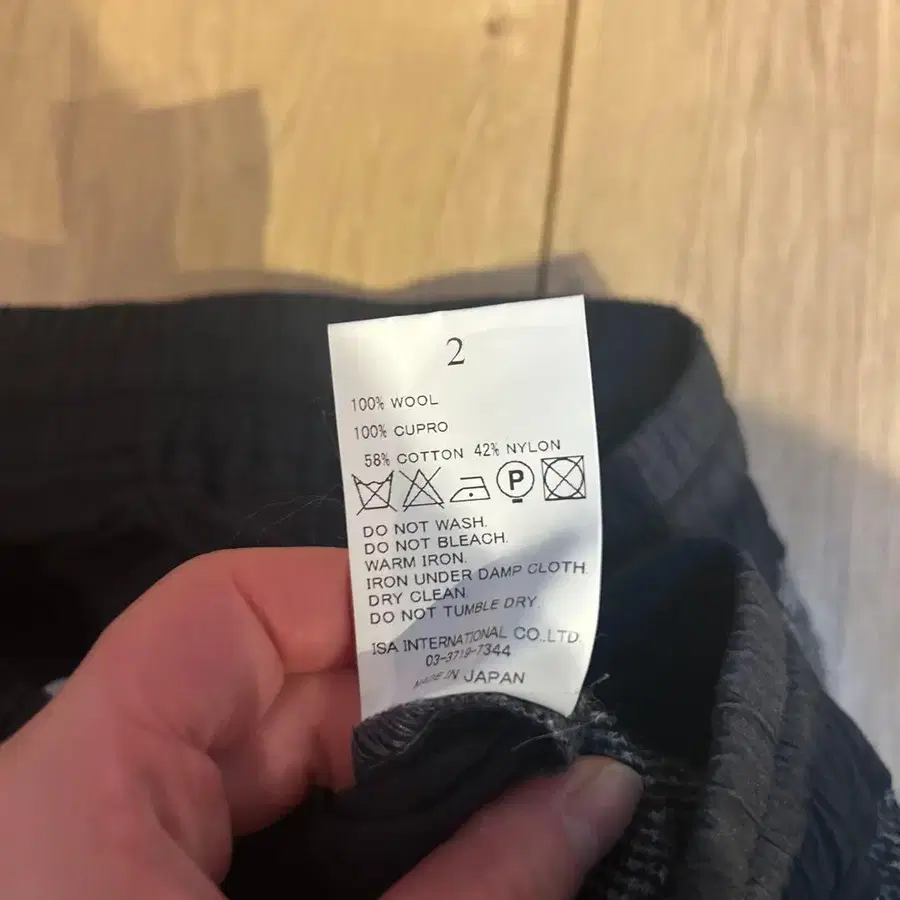 2
100% WOOL
100% CUPRO
58% COTTON 42% NYLON
P
DO NOT WASH.
DO NOT BLEACH.
WARM IRON.
IRON UNDER DAMP CLOTH.
DRY CLEAN.
DO NOT TUMBLE DRY.
ISA INTERNATIONAL CO.,LTD.
03-3719-7344
MADE IN JAPAN